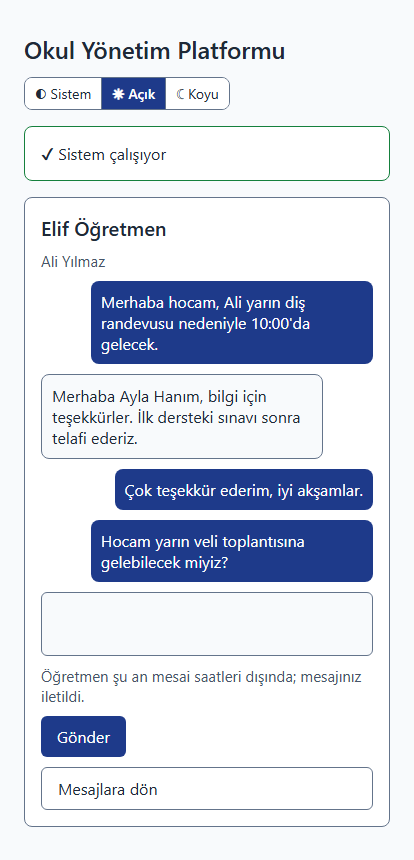 Okul Yönetim Platformu
Sistem
Açık
Koyu
✓ Sistem çalışıyor
Elif Öğretmen
Ali Yılmaz
Merhaba hocam, Ali yarın diş
randevusu nedeniyle 10:00'da
gelecek.
Merhaba Ayla Hanım, bilgi için
teşekkürler. İlk dersteki sınavı sonra
telafi ederiz.
Çok teşekkür ederim, iyi akşamlar.
Hocam yarın veli toplantısına
gelebilecek miyiz?
Öğretmen şu an mesai saatleri dışında; mesajınız
iletildi.
Gönder
Mesajlara dön